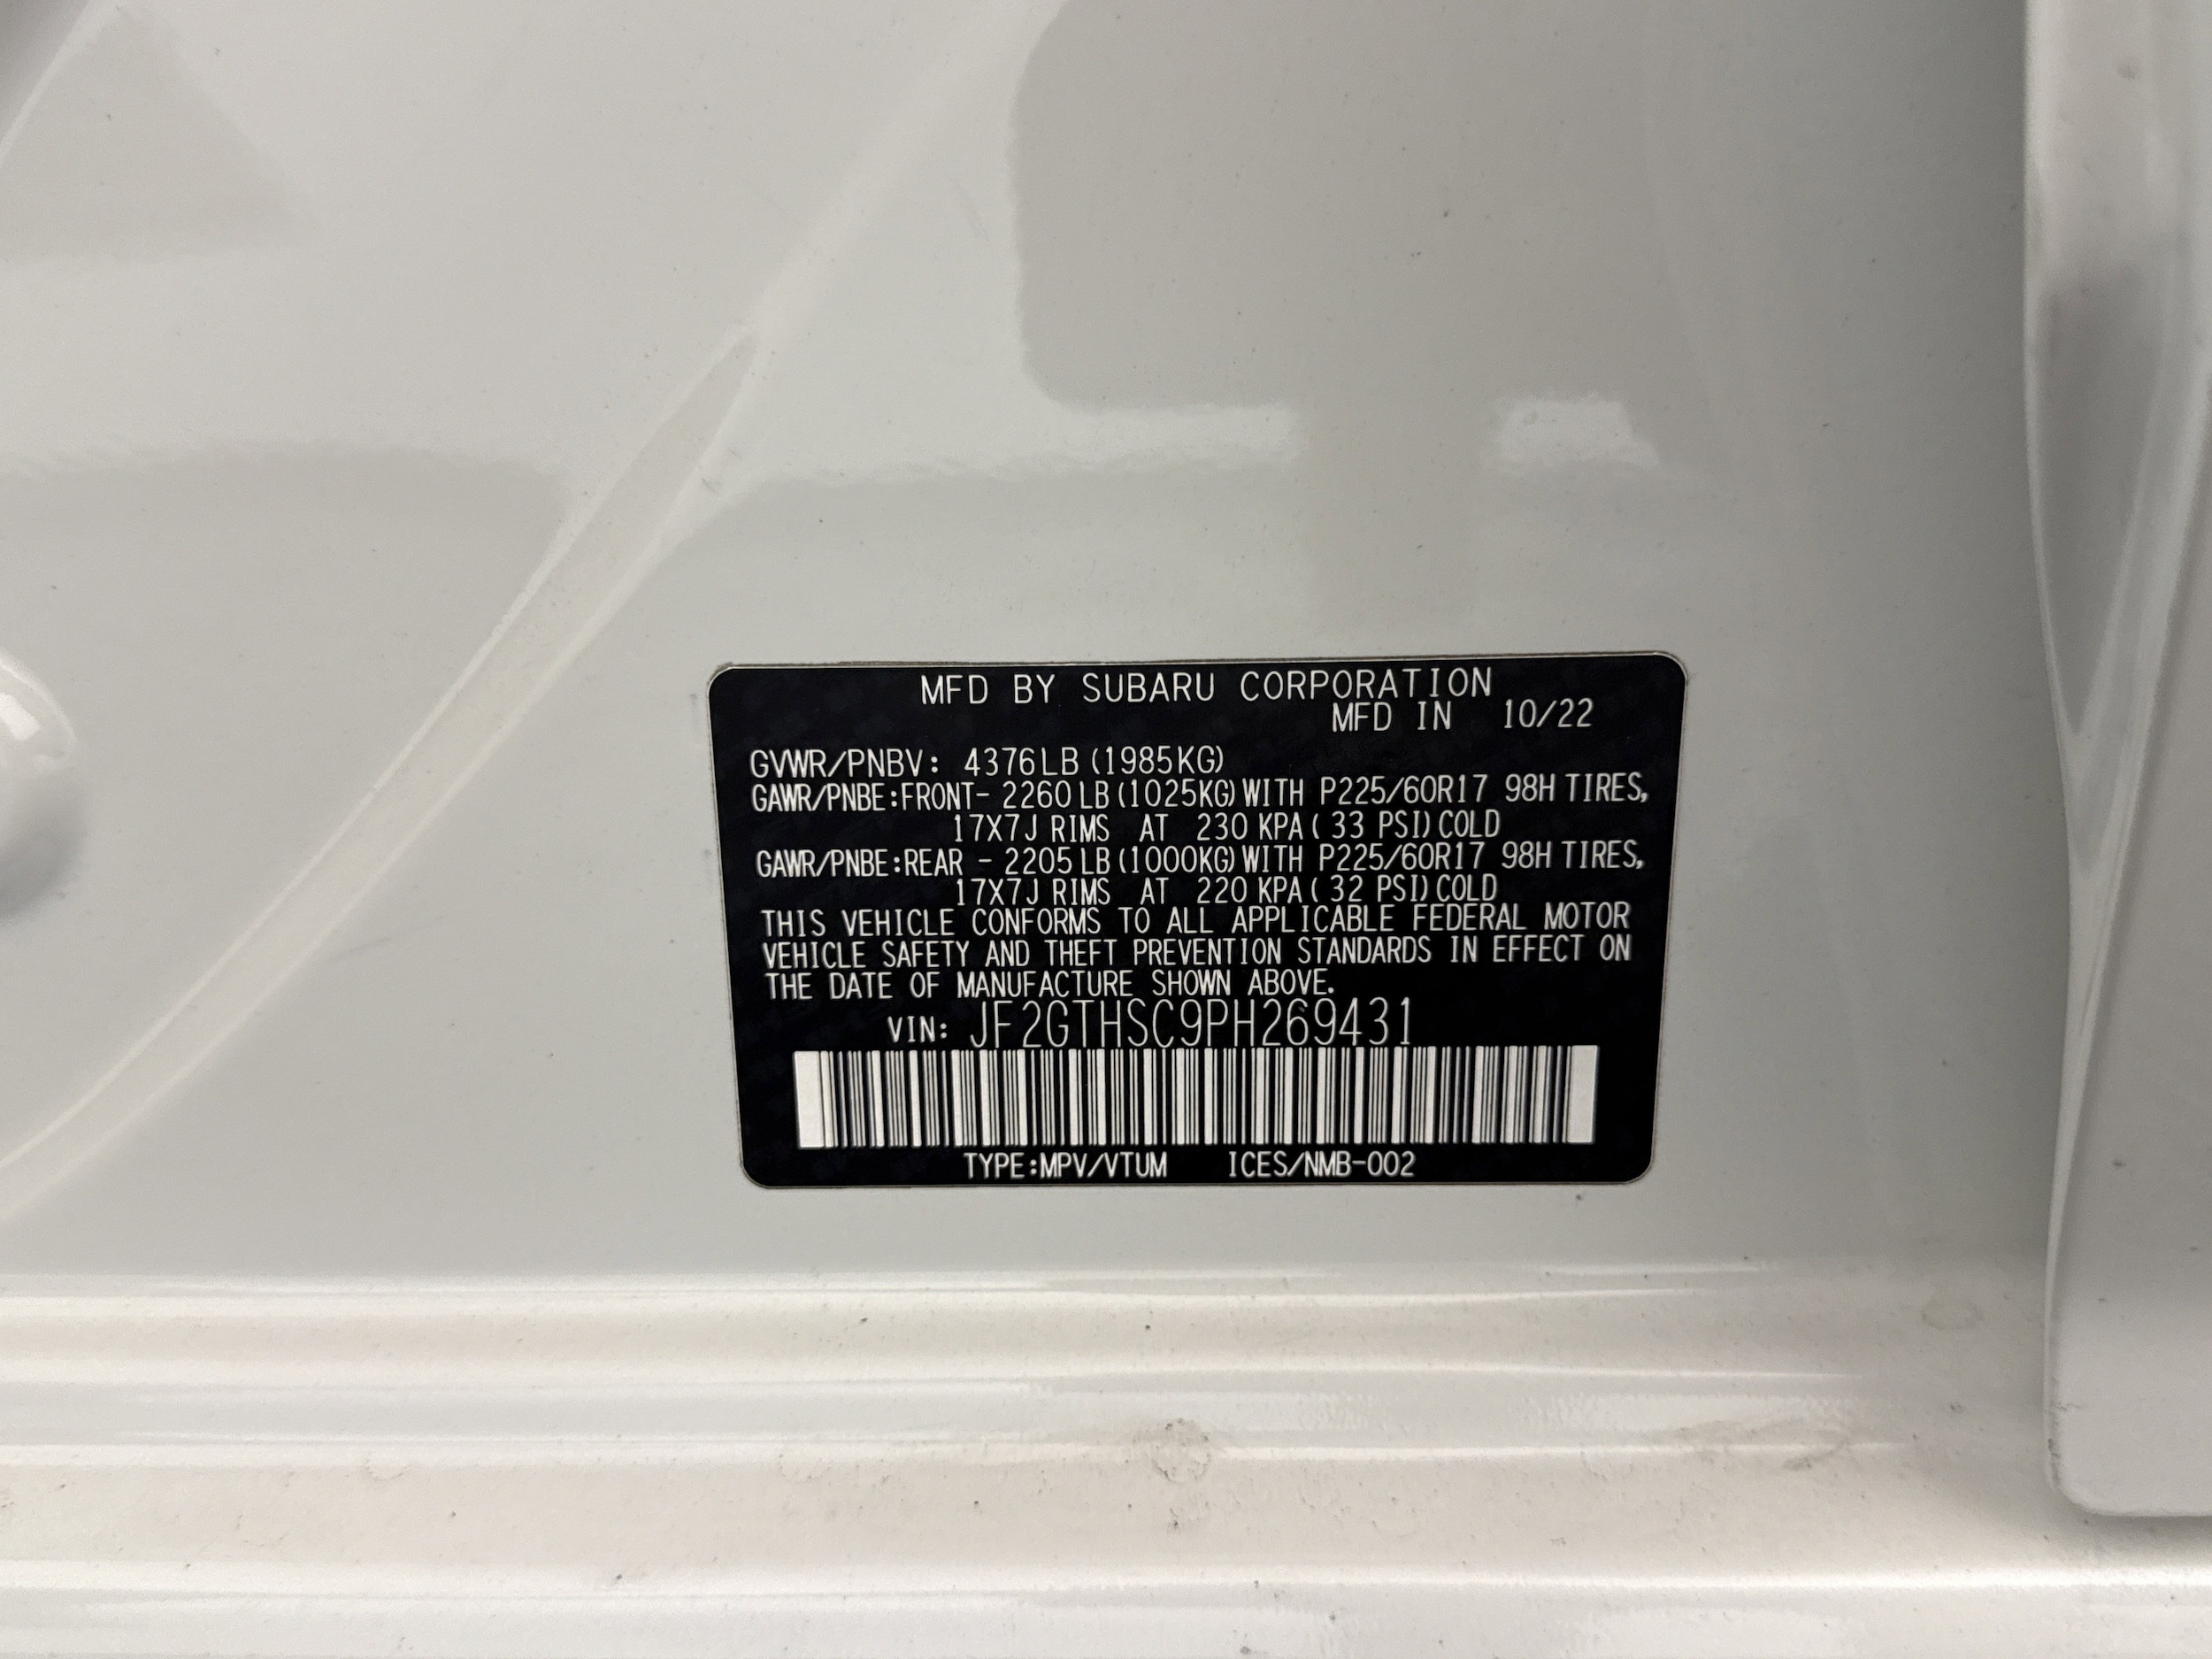 MFD BY SUBARU CORPORATION
MFD IN 10/22
GVWR/PNBV: 4376LB (1985KG)
GAWR/PNBE:FRONT- 2260 LB (1025KG) WITH P225/60R17 98H TIRES,
17X7J RIMS AT 230 KPA ( 33 PSI) COLD
GAWR/PNBE:REAR - 2205 LB (1000KG) WITH P225/60R17 98H TIRES,
17X7J RIMS AT 220 KPA ( 32 PSI) COLD
THIS VEHICLE CONFORMS TO ALL APPLICABLE FEDERAL MOTOR
VEHICLE SAFETY AND THEFT PREVENTION STANDARDS IN EFFECT ON
THE DATE OF MANUFACTURE SHOWN ABOVE.
VIN: JF2GTHSC9PH269431
TYPE:MPV/VTUM ICES/NMB-002